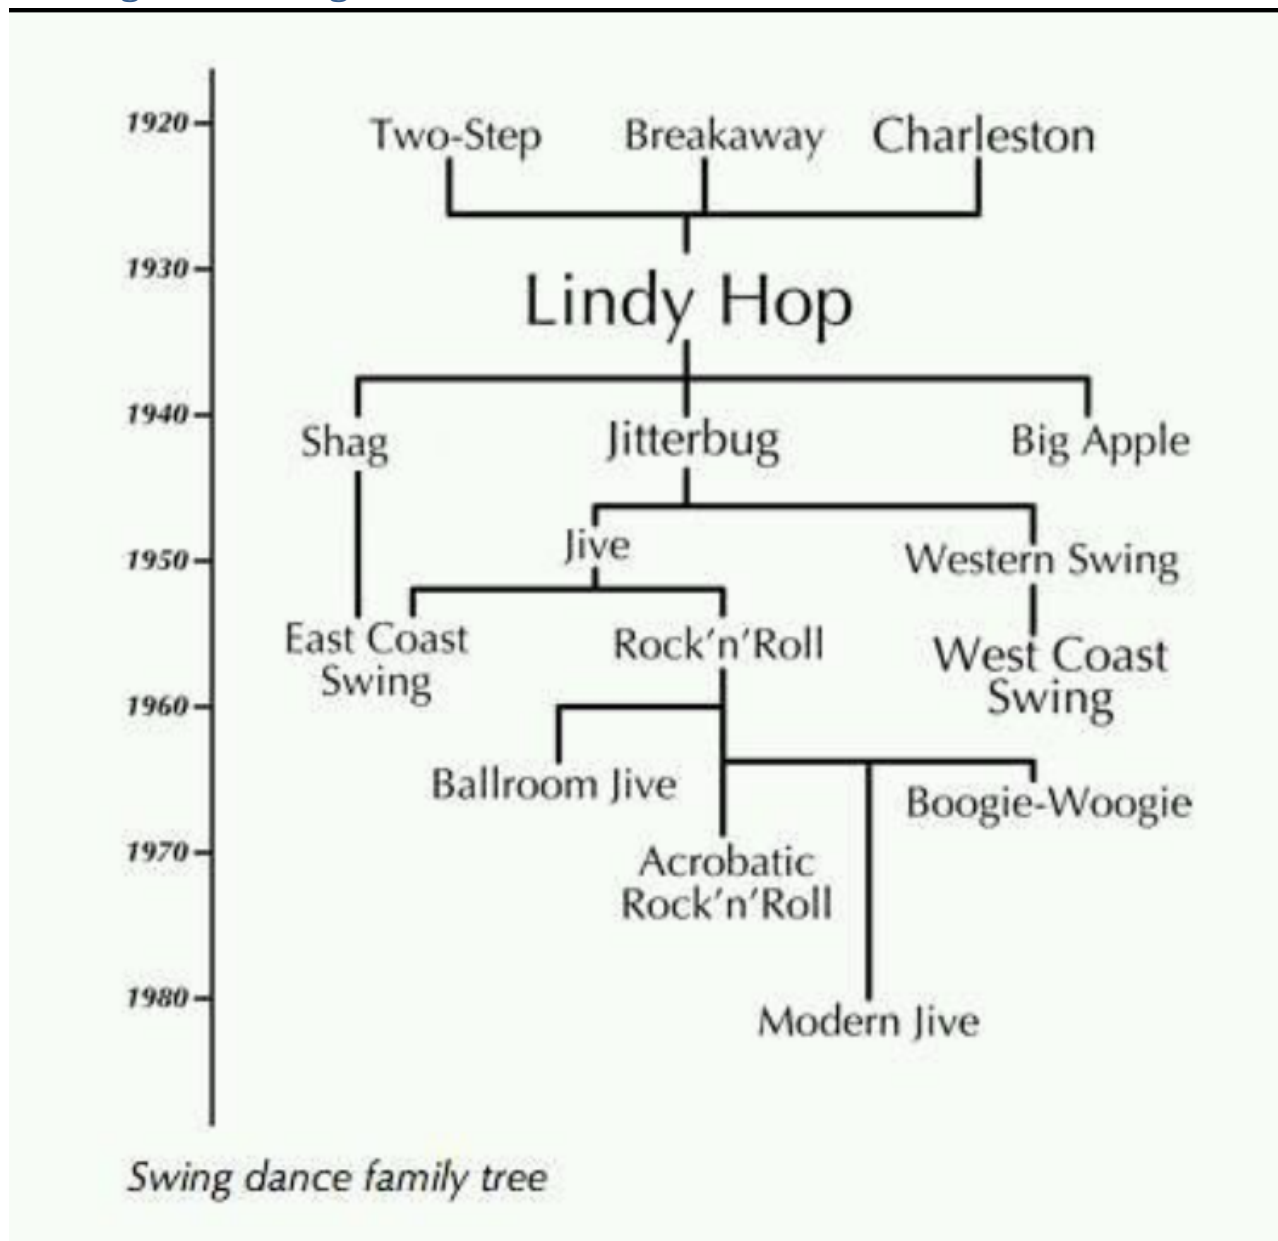 1920
Two-Step Breakaway Charleston
1930
Lindy Hop
1940
Shag Jitterbug Big Apple
Jive
1950
Western Swing
East Coast
Swing
Rock'n'Roll
West Coast
Swing
1960
Ballroom Jive
Boogie-Woogie
1970
Acrobatic
Rock'n'Roll
1980
Modern Jive
Swing dance family tree